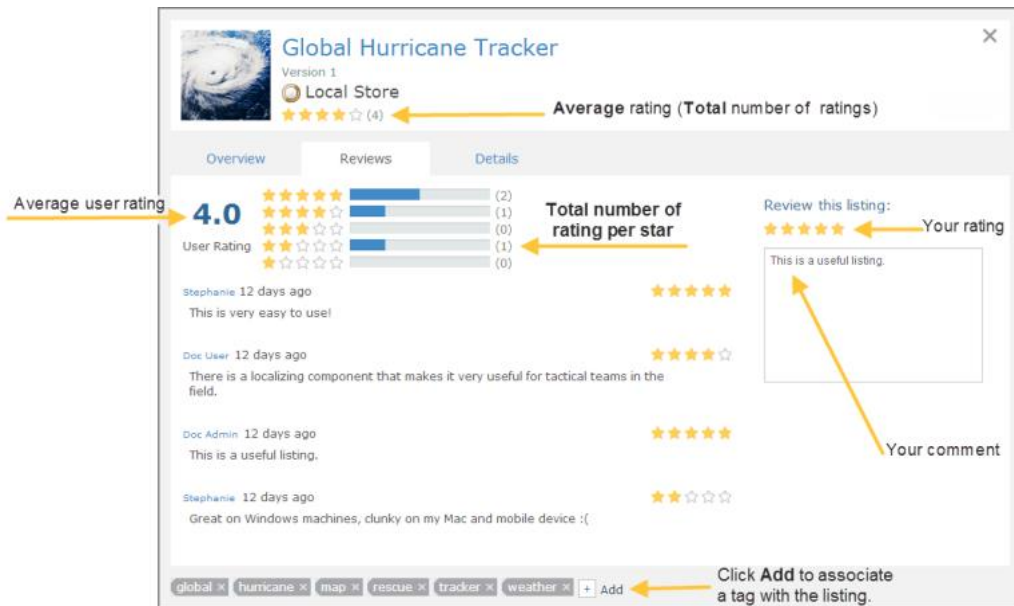 Global Hurricane Tracker
Version 1
Local Store
(4)
Average rating (Total number of ratings)
Overview
Reviews
Details
Average user rating
4.0
User Rating
(2)
(1)
(0)
(1)
(0)
Total number of
rating per star
Review this listing:
Your rating
This is a useful listing.
Your comment
Stephanie 12 days ago
This is very easy to use!
Doc User 12 days ago
There is a localizing component that makes it very useful for tactical teams in the
field.
Doc Admin 12 days ago
This is a useful listing.
Stephanie 12 days ago
Great on Windows machines, clunky on my Mac and mobile device :(
global × hurricane × map × rescue × tracker × weather × + Add
Click Add to associate
a tag with the listing.